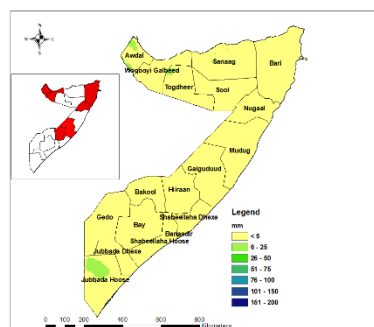 Awdal
Woqooyi Galbeed
Sanaag
Bari
Togdheer
Sool
Nugaal
Mudug
Galguduud
Bakool
Hiiraan
Gedo
Bay
Shabeellaha Dhexe
Banaadir
Shabeellaha Hoose
Jubbada Dhexe
Jubbada Hoose
Legend
mm
< 5
6 - 25
26 - 50
51 - 75
76 - 100
101 - 150
151 - 200
0 100 200 400 600 800
Kilometers